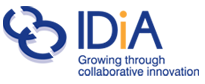 IDiA
Growing through
collaborative innovation